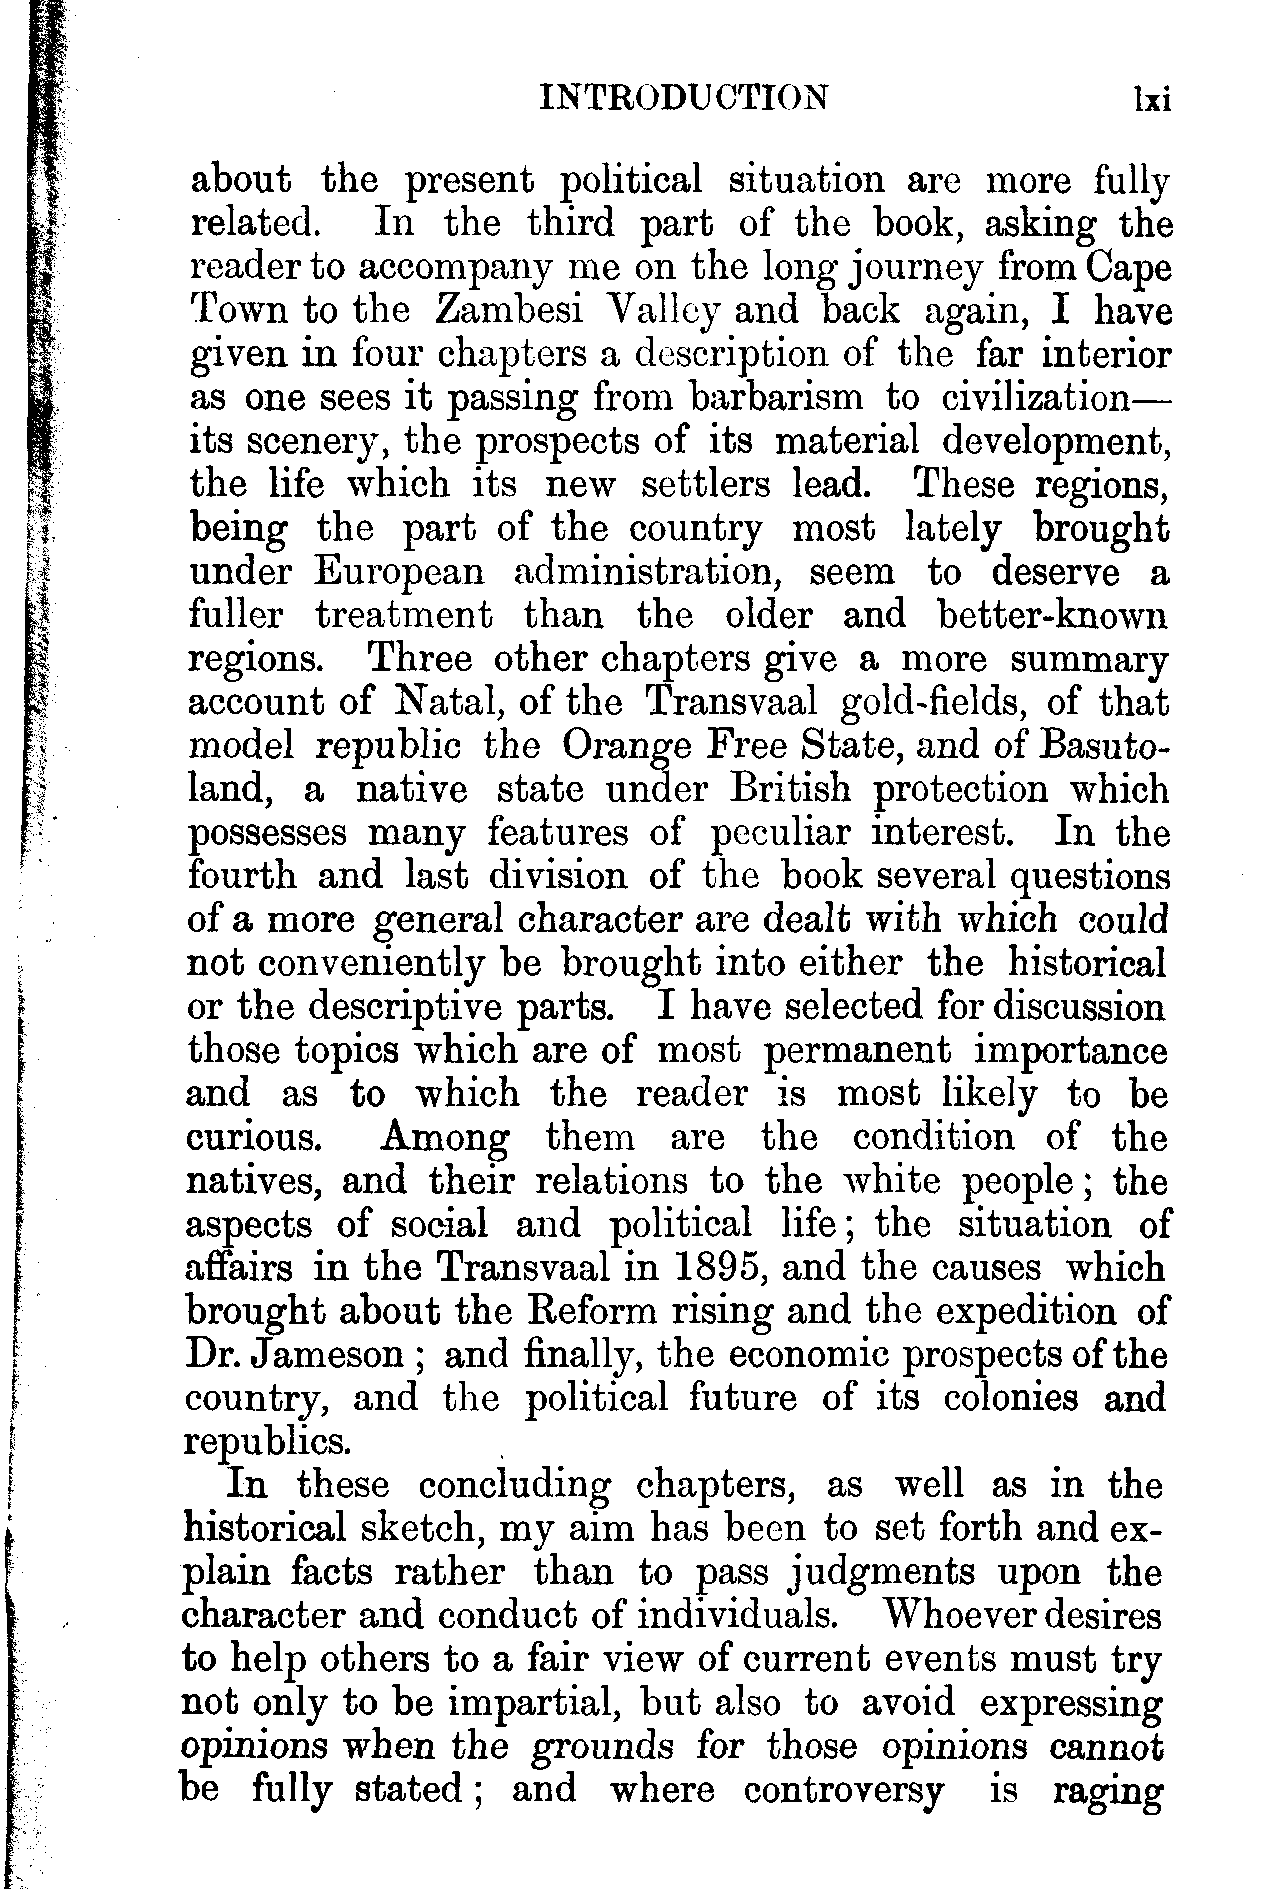 INTRODUCTION lxi
about the present political situation are more fully
related. In the third part of the book, asking the
reader to accompany me on the long journey from Cape
Town to the Zambesi Valley and back again, I have
given in four chapters a description of the far interior
as one sees it passing from barbarism to civilization—
its scenery, the prospects of its material development,
the life which its new settlers lead. These regions,
being the part of the country most lately brought
under European administration, seem to deserve a
fuller treatment than the older and better-known
regions. Three other chapters give a more summary
account of Natal, of the Transvaal gold-fields, of that
model republic the Orange Free State, and of Basuto-
land, a native state under British protection which
possesses many features of peculiar interest. In the
fourth and last division of the book several questions
of a more general character are dealt with which could
not conveniently be brought into either the historical
or the descriptive parts. I have selected for discussion
those topics which are of most permanent importance
and as to which the reader is most likely to be
curious. Among them are the condition of the
natives, and their relations to the white people; the
aspects of social and political life; the situation of
affairs in the Transvaal in 1895, and the causes which
brought about the Reform rising and the expedition of
Dr. Jameson; and finally, the economic prospects of the
country, and the political future of its colonies and
republics.
In these concluding chapters, as well as in the
historical sketch, my aim has been to set forth and ex-
plain facts rather than to pass judgments upon the
character and conduct of individuals. Whoever desires
to help others to a fair view of current events must try
not only to be impartial, but also to avoid expressing
opinions when the grounds for those opinions cannot
be fully stated; and where controversy is raging